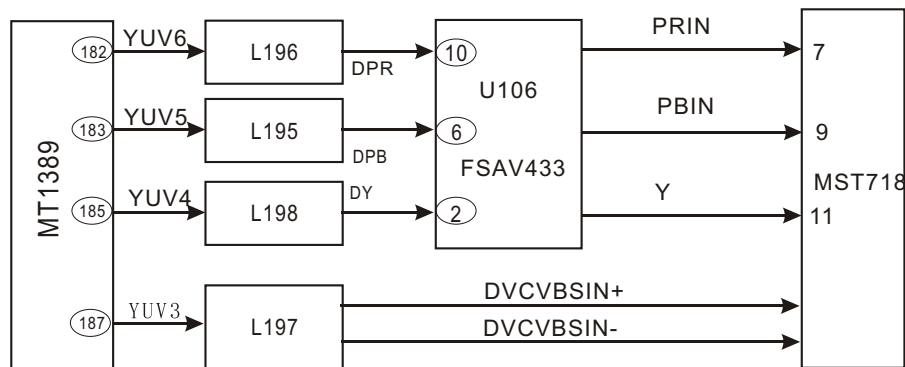 182
YUV6
L196
DPR
10
PRIN
7
U106
183
YUV5
L195
DPB
6
PBIN
9
FSAV433
MT1389
MST718
185
YUV4
L198
DY
2
Y
11
187
YUV3
L197
DVCVBSIN+
DVCVBSIN-